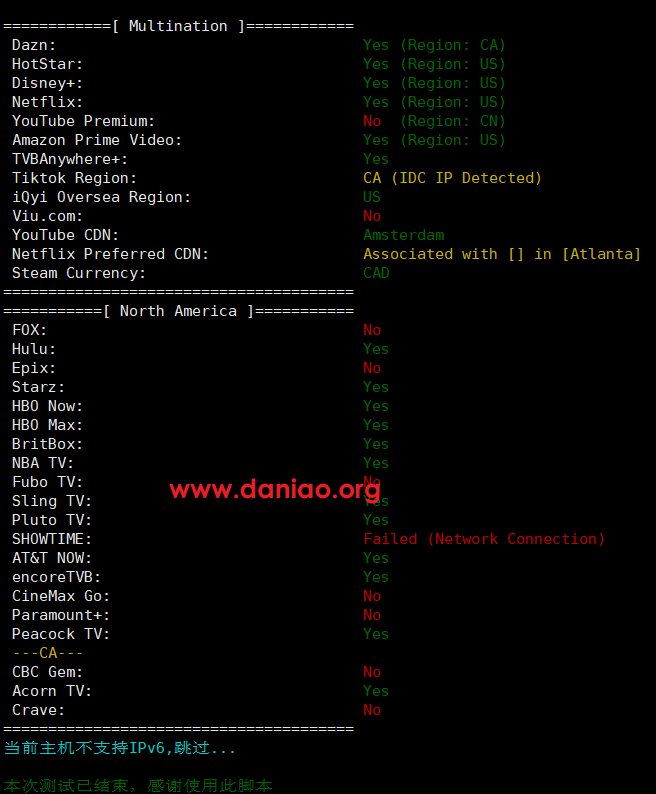 ============[ Multination ]============
Dazn: Yes (Region: CA)
HotStar: Yes (Region: US)
Disney+: Yes (Region: US)
Netflix: Yes (Region: US)
YouTube Premium: No (Region: CN)
Amazon Prime Video: Yes (Region: US)
TVBAnywhere+: Yes
Tiktok Region: CA (IDC IP Detected)
iQyi Oversea Region: US
Viu.com: No
YouTube CDN: Amsterdam
Netflix Preferred CDN: Associated with [] in [Atlanta]
Steam Currency: CAD
=======================================
===========[ North America ]===========
FOX: No
Hulu: Yes
Epix: No
Starz: Yes
HBO Now: Yes
HBO Max: Yes
BritBox: Yes
NBA TV: Yes
Fubo TV: No
www.daniao.org
Sling TV: Yes
Pluto TV: Yes
SHOWTIME: Failed (Network Connection)
AT&T NOW: Yes
encoreTVB: Yes
CineMax Go: No
Paramount+: No
Peacock TV: Yes
---CA---
CBC Gem: No
Acorn TV: Yes
Crave: No
=======================================
当前主机不支持IPv6,跳过...
本次测试已结束，感谢使用此脚本